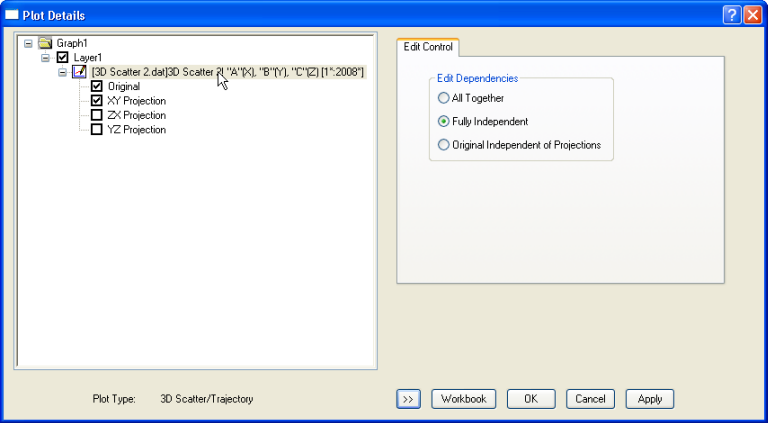 Plot Details
Graph1
Layer1
[3D Scatter 2.dat]3D Scatter 2! "A"(X), "B"(Y), "C"(Z) [1*:2008*]
Original
XY Projection
ZX Projection
YZ Projection
Edit Control
Edit Dependencies
All Together
Fully Independent
Original Independent of Projections
Plot Type: 3D Scatter/Trajectory
>> Workbook OK Cancel Apply